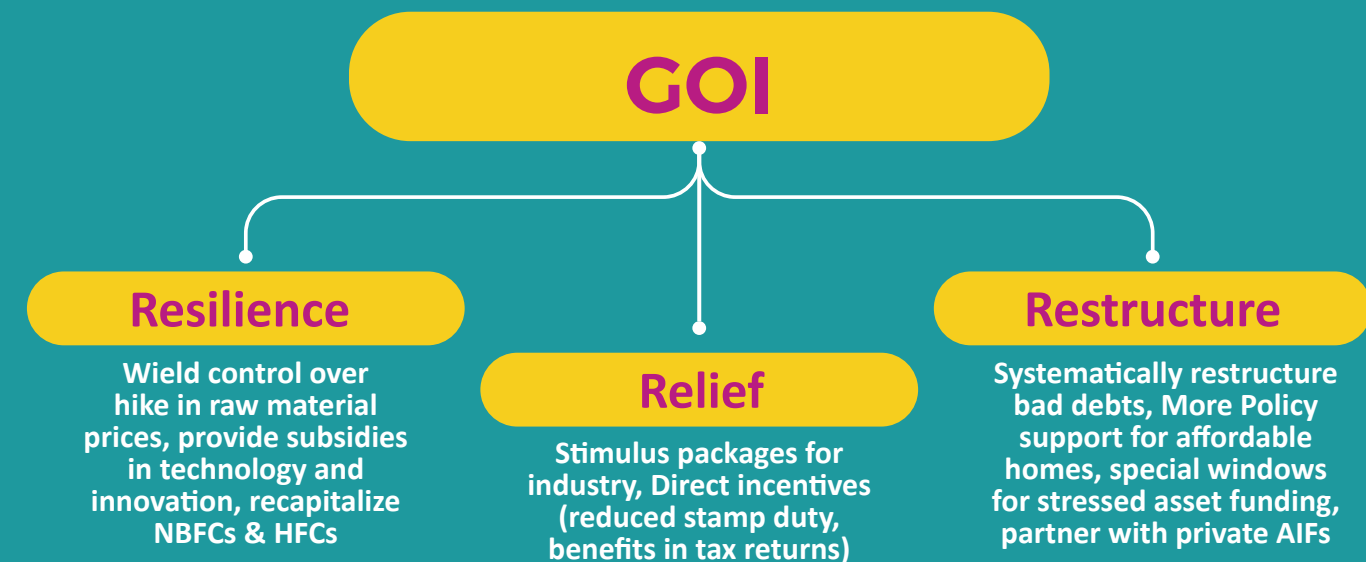 GOI
Resilience
Wield control over
hike in raw material
prices, provide subsidies
in technology and
innovation, recapitalize
NBFCs & HFCs
Relief
Stimulus packages for
industry, Direct incentives
(reduced stamp duty,
benefits in tax returns)
Restructure
Systematically restructure
bad debts, More Policy
support for affordable
homes, special windows
for stressed asset funding,
partner with private AIFs